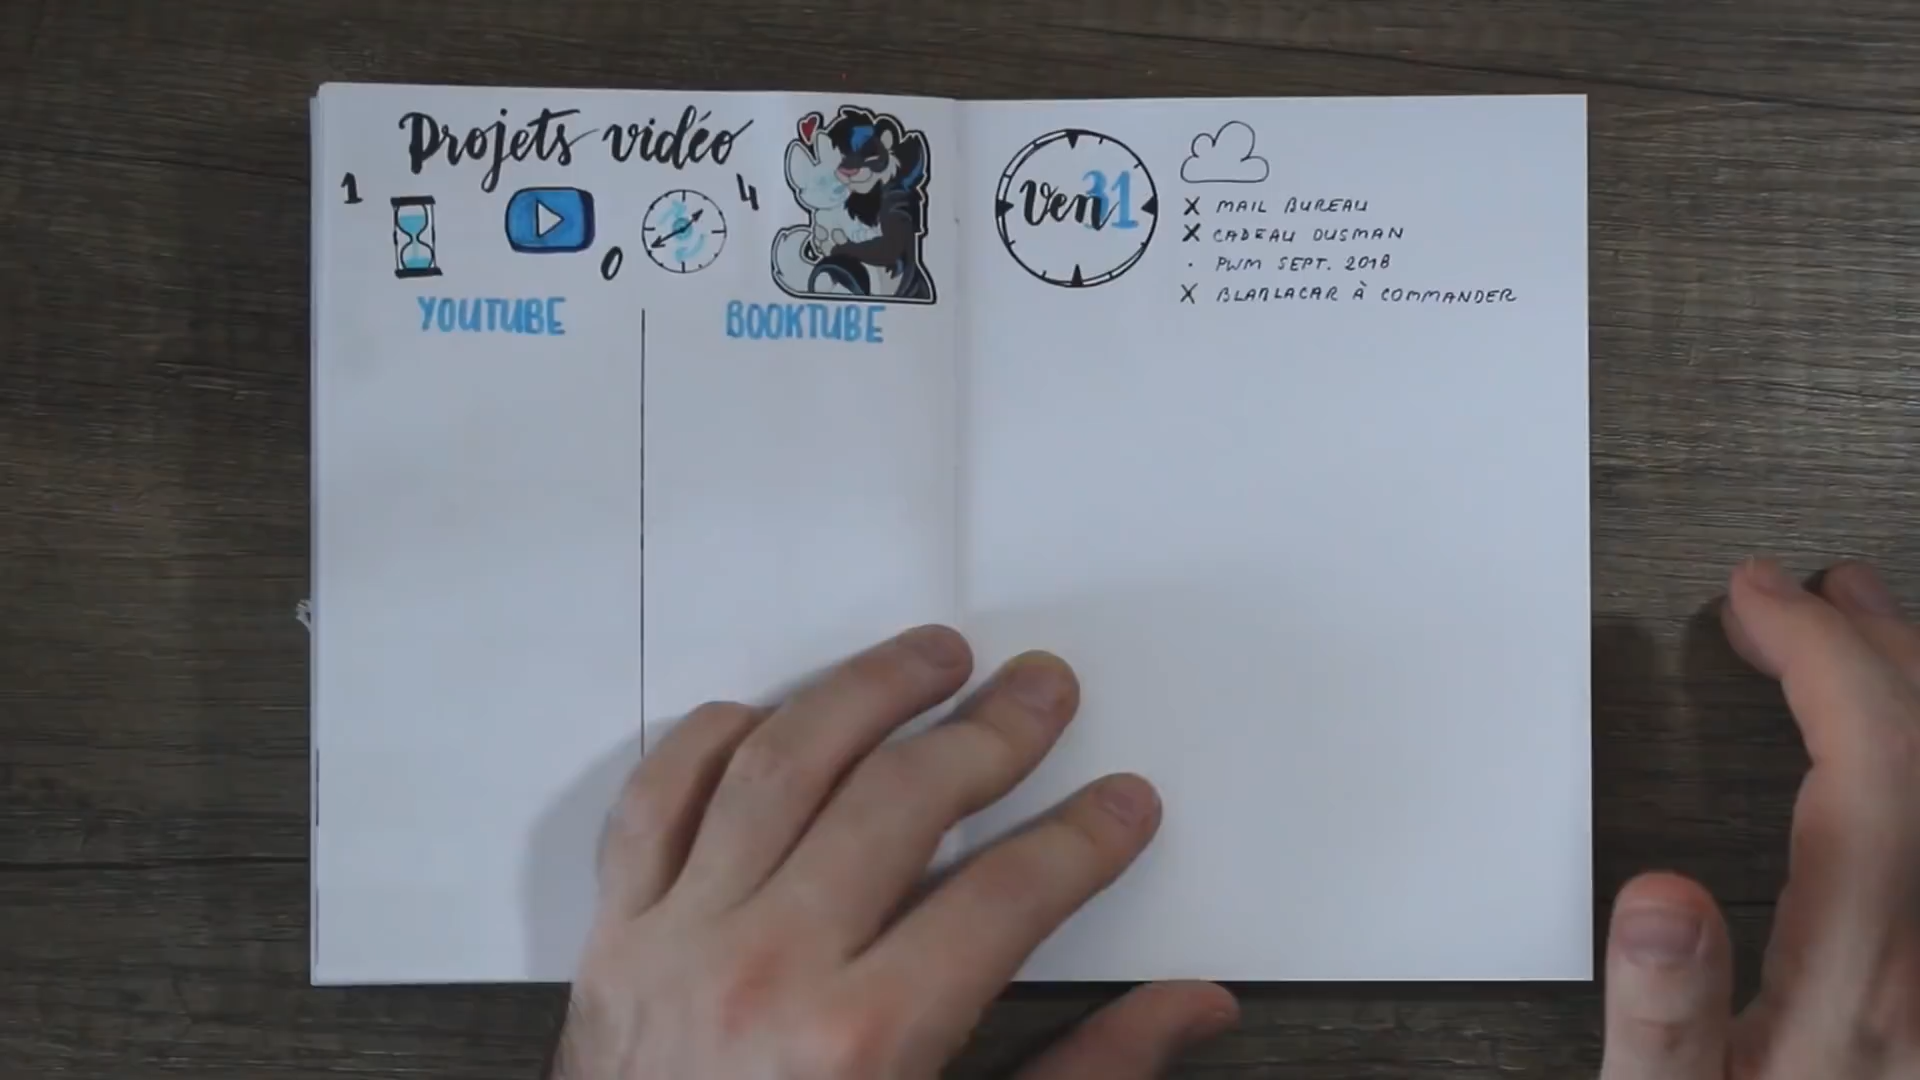 Projets vidéo
1
0
4
YOUTUBE
BOOKTUBE
Ven 31
X MAIL BUREAU
X CADEAU OUSMAN
· PWM SEPT. 2018
X BLABLACAR À COMMANDER